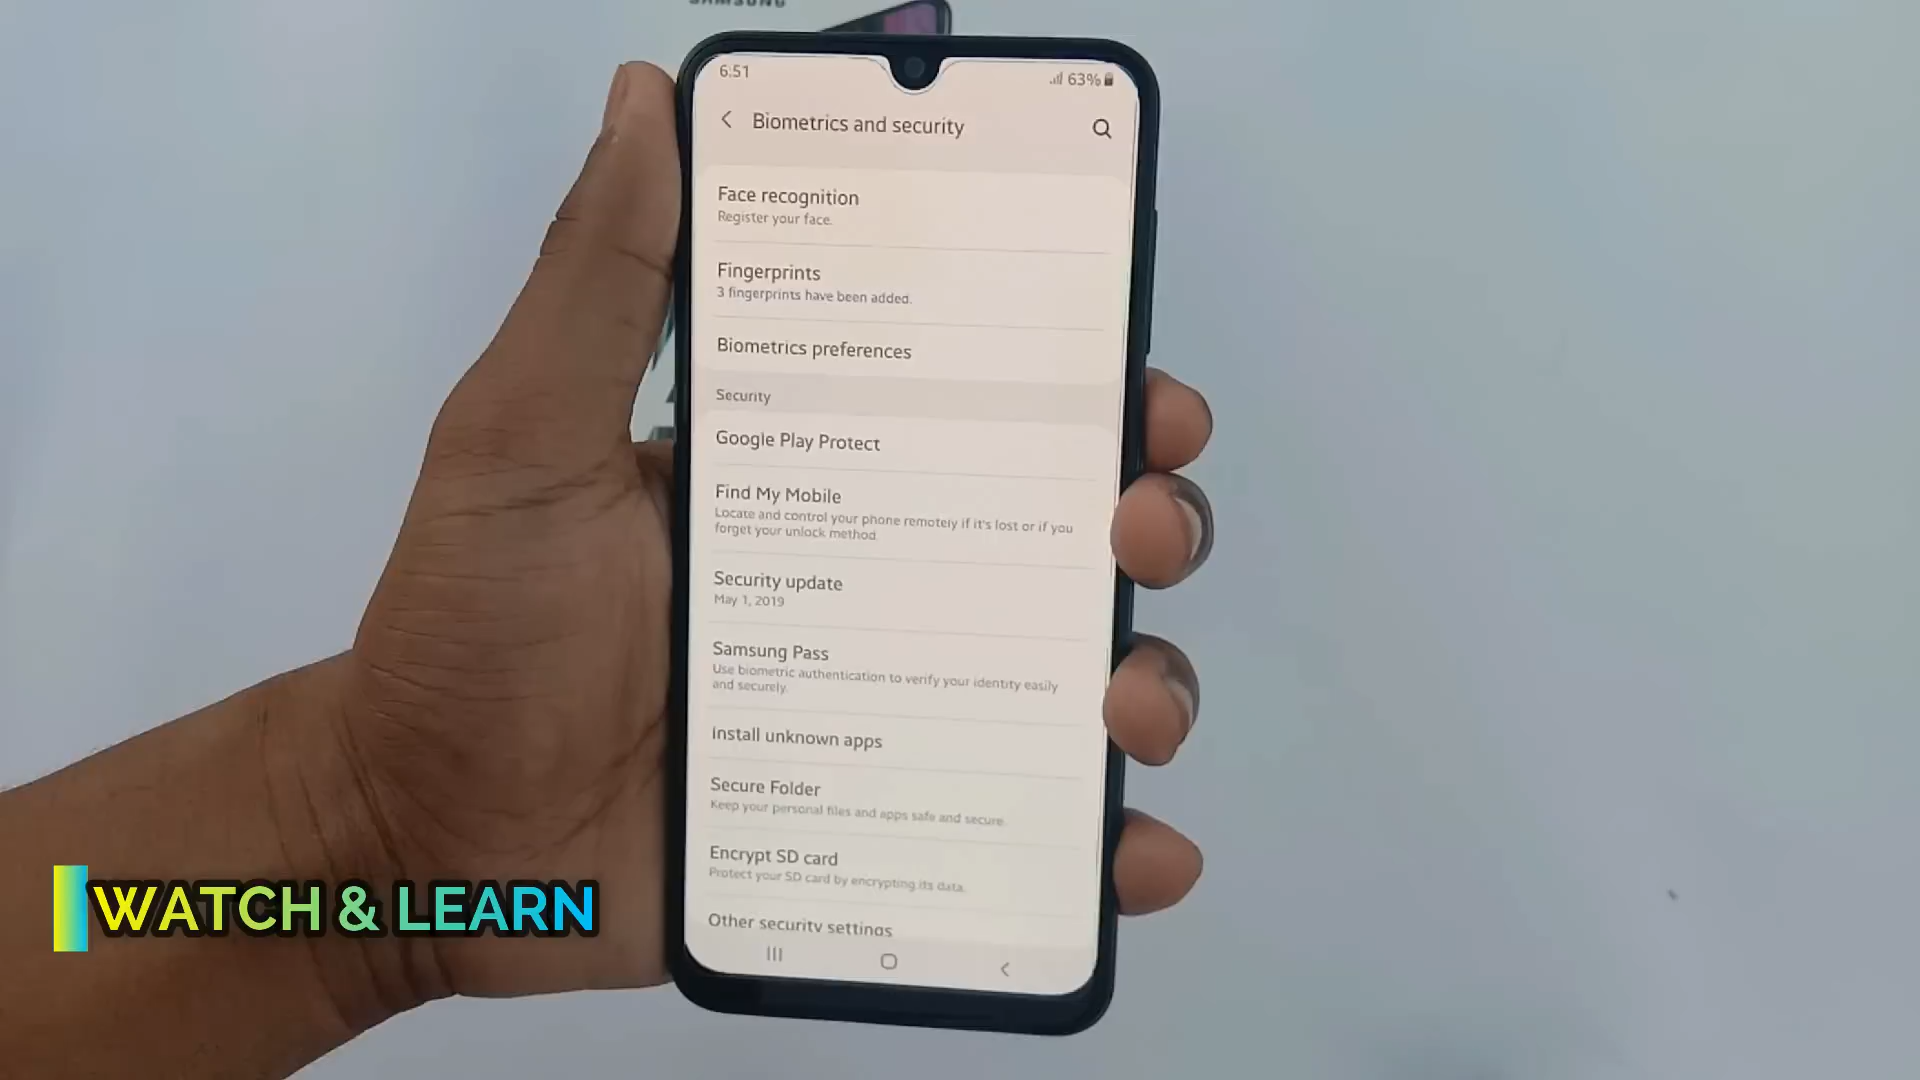 SAMSUNG
6:51
63%
Biometrics and security
Face recognition
Register your face.
Fingerprints
3 fingerprints have been added.
Biometrics preferences
Security
Google Play Protect
Find My Mobile
Locate and control your phone remotely if it's lost or if you
forget your unlock method.
Security update
May 1, 2019
Samsung Pass
Use biometric authentication to verify your identity easily
and securely.
Install unknown apps
Secure Folder
Keep your personal files and apps safe and secure.
Encrypt SD card
Protect your SD card by encrypting its data.
Other security settings
WATCH & LEARN